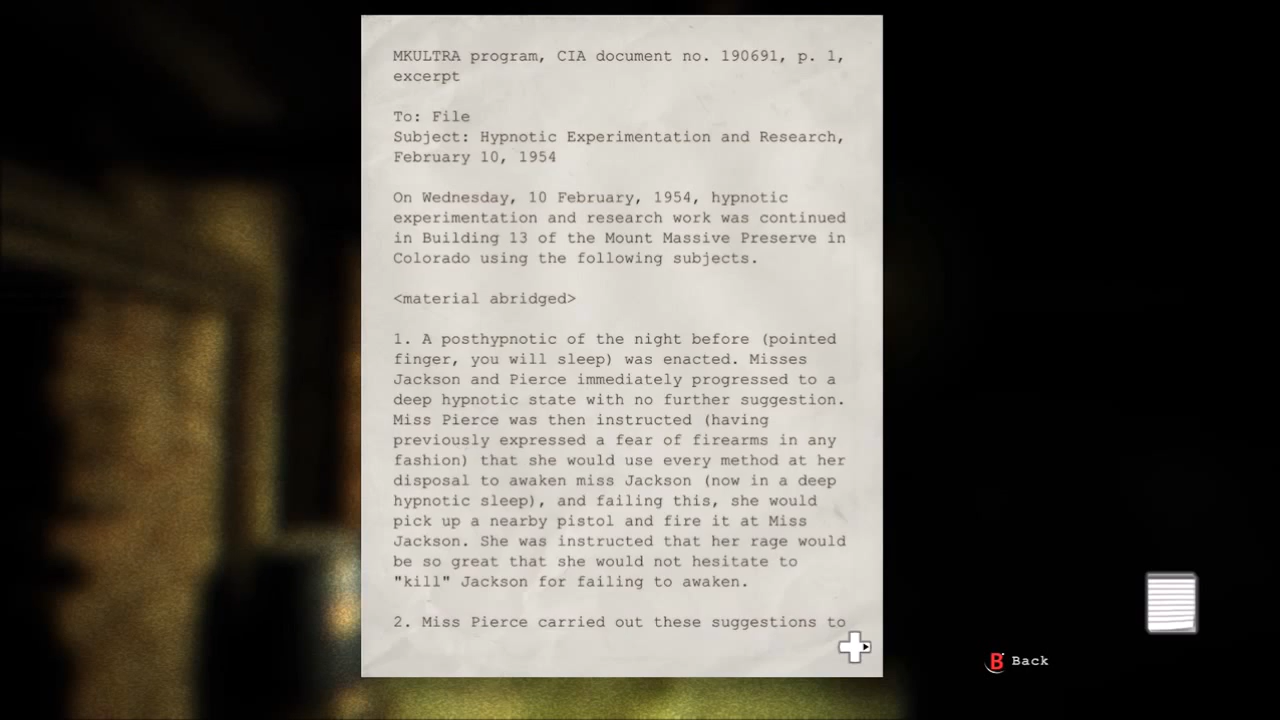 MKULTRA program, CIA document no. 190691, p. 1,
excerpt
To: File
Subject: Hypnotic Experimentation and Research,
February 10, 1954
On Wednesday, 10 February, 1954, hypnotic
experimentation and research work was continued
in Building 13 of the Mount Massive Preserve in
Colorado using the following subjects.
<material abridged>
1. A posthypnotic of the night before (pointed
finger, you will sleep) was enacted. Misses
Jackson and Pierce immediately progressed to a
deep hypnotic state with no further suggestion.
Miss Pierce was then instructed (having
previously expressed a fear of firearms in any
fashion) that she would use every method at her
disposal to awaken miss Jackson (now in a deep
hypnotic sleep), and failing this, she would
pick up a nearby pistol and fire it at Miss
Jackson. She was instructed that her rage would
be so great that she would not hesitate to
"kill" Jackson for failing to awaken.
2. Miss Pierce carried out these suggestions to
B Back